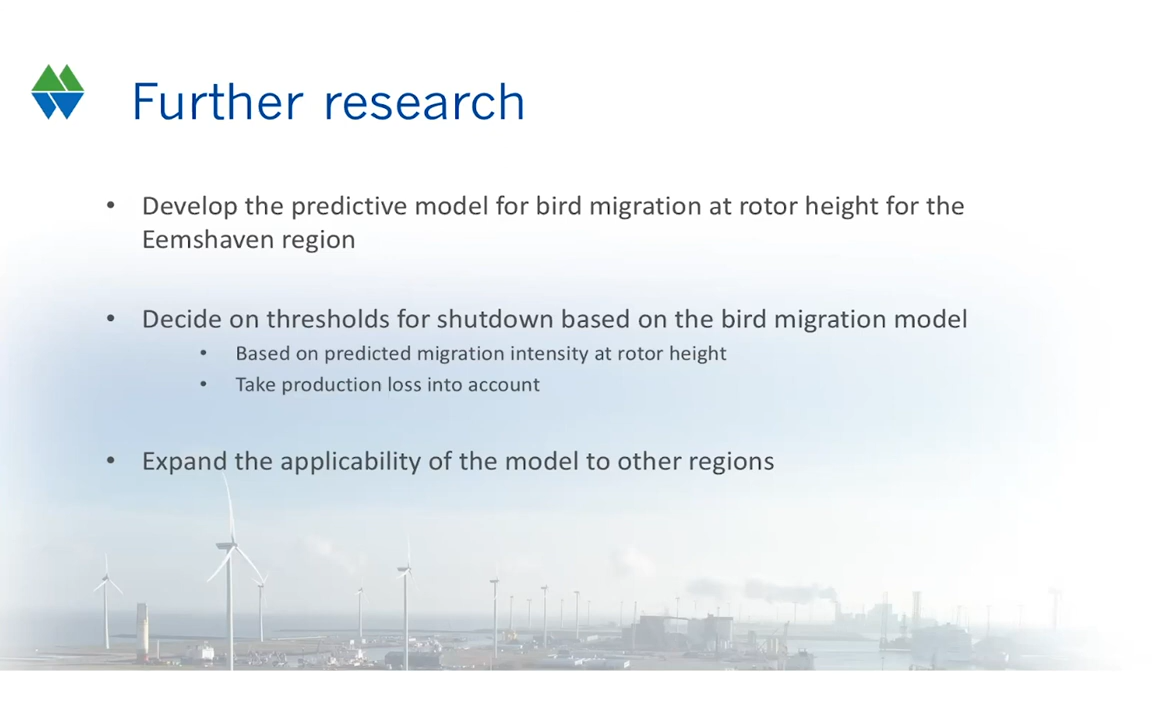 Further research
• Develop the predictive model for bird migration at rotor height for the
Eemshaven region
• Decide on thresholds for shutdown based on the bird migration model
• Based on predicted migration intensity at rotor height
• Take production loss into account
• Expand the applicability of the model to other regions